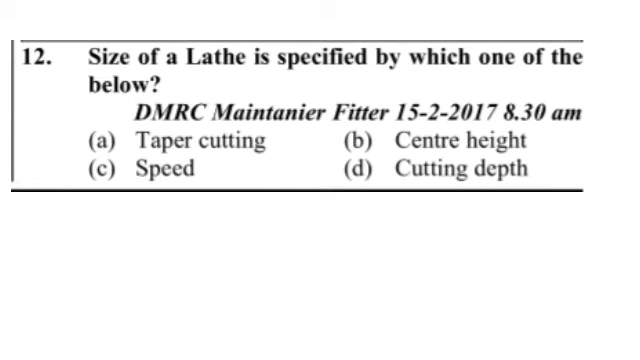 12. Size of a Lathe is specified by which one of the
below?
DMRC Maintanier Fitter 15-2-2017 8.30 am
(a) Taper cutting (b) Centre height
(c) Speed (d) Cutting depth